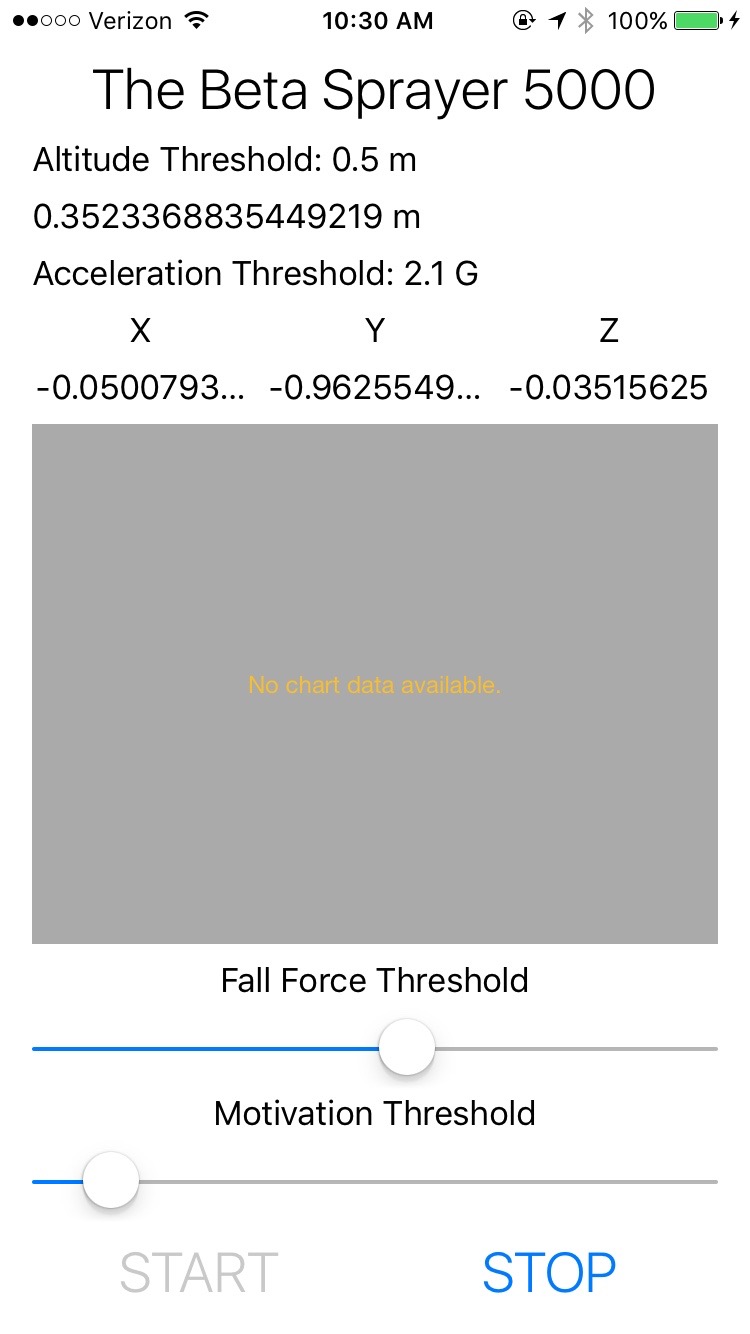 Verizon 10:30 AM 100%
The Beta Sprayer 5000
Altitude Threshold: 0.5 m
0.3523368835449219 m
Acceleration Threshold: 2.1 G
X Y Z
-0.0500793... -0.9625549... -0.03515625
No chart data available.
Fall Force Threshold
Motivation Threshold
START STOP